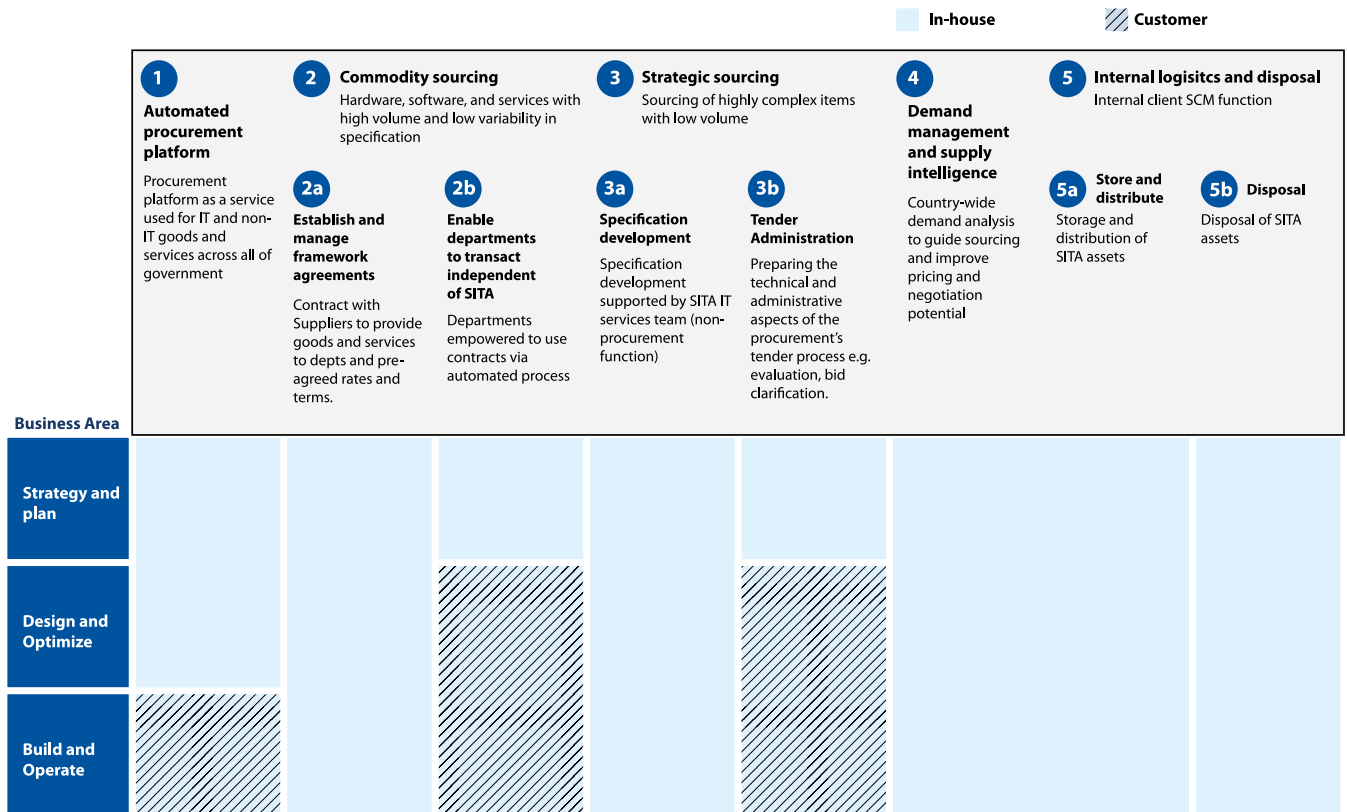 In-house
Customer
1
Automated
procurement
platform
Procurement
platform as a service
used for IT and non-
IT goods and
services across all of
government
2
Commodity sourcing
Hardware, software, and services with
high volume and low variability in
specification
2a
Establish and
manage
framework
agreements
Contract with
Suppliers to provide
goods and services
to depts and pre-
agreed rates and
terms.
2b
Enable
departments
to transact
independent
of SITA
Departments
empowered to use
contracts via
automated process
3
Strategic sourcing
Sourcing of highly complex items
with low volume
3a
Specification
development
Specification
development
supported by SITA IT
services team (non-
procurement
function)
3b
Tender
Administration
Preparing the
technical and
administrative
aspects of the
procurement’s
tender process e.g.
evaluation, bid
clarification.
4
Demand
management
and supply
intelligence
Country-wide
demand analysis
to guide sourcing
and improve
pricing and
negotiation
potential
5
Internal logisitcs and disposal
Internal client SCM function
5a
Store and
distribute
Storage and
distribution of
SITA assets
5b
Disposal
Disposal of SITA
assets
Business Area
Strategy and
plan
Design and
Optimize
Build and
Operate